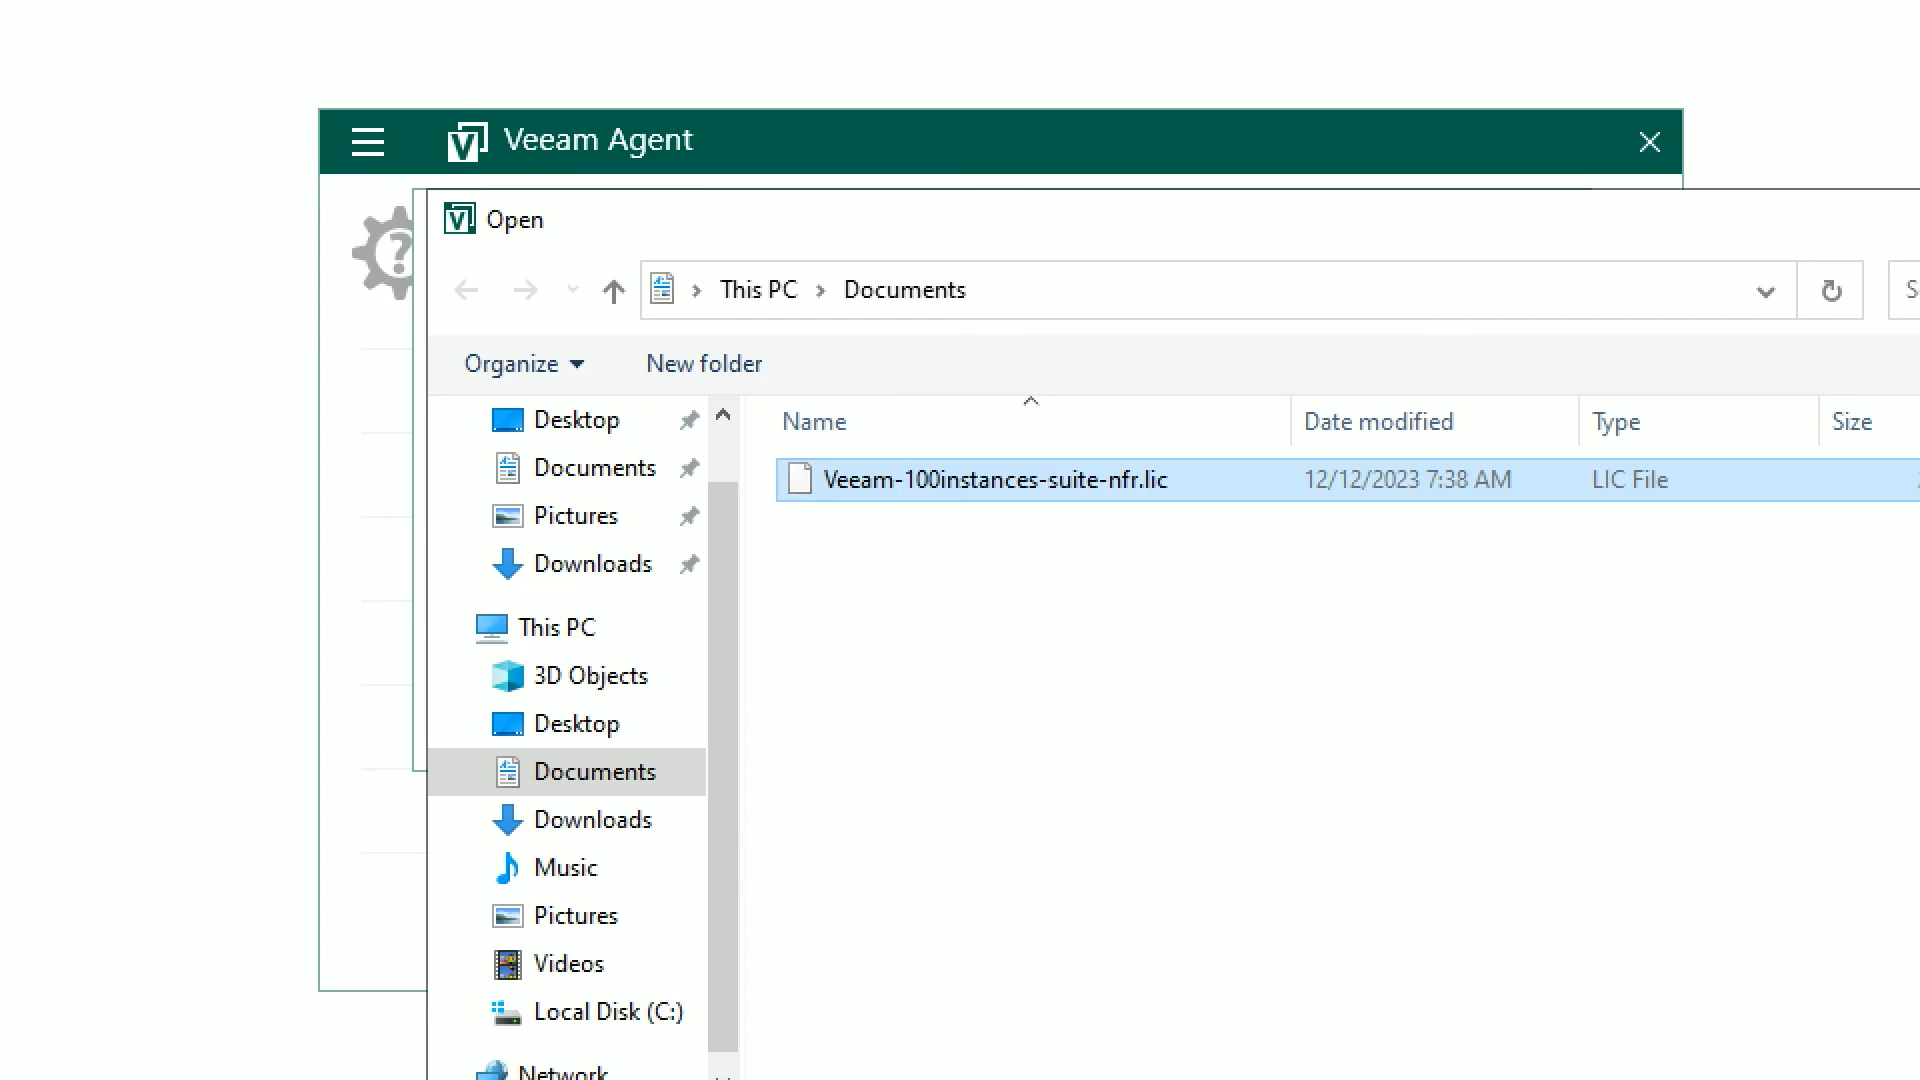 Veeam Agent
Open
This PC
Documents
Organize
New folder
Name
Date modified
Type
Size
Veeam-100instances-suite-nfr.lic
12/12/2023 7:38 AM
LIC File
Desktop
Documents
Pictures
Downloads
This PC
3D Objects
Desktop
Documents
Downloads
Music
Pictures
Videos
Local Disk (C:)
Network